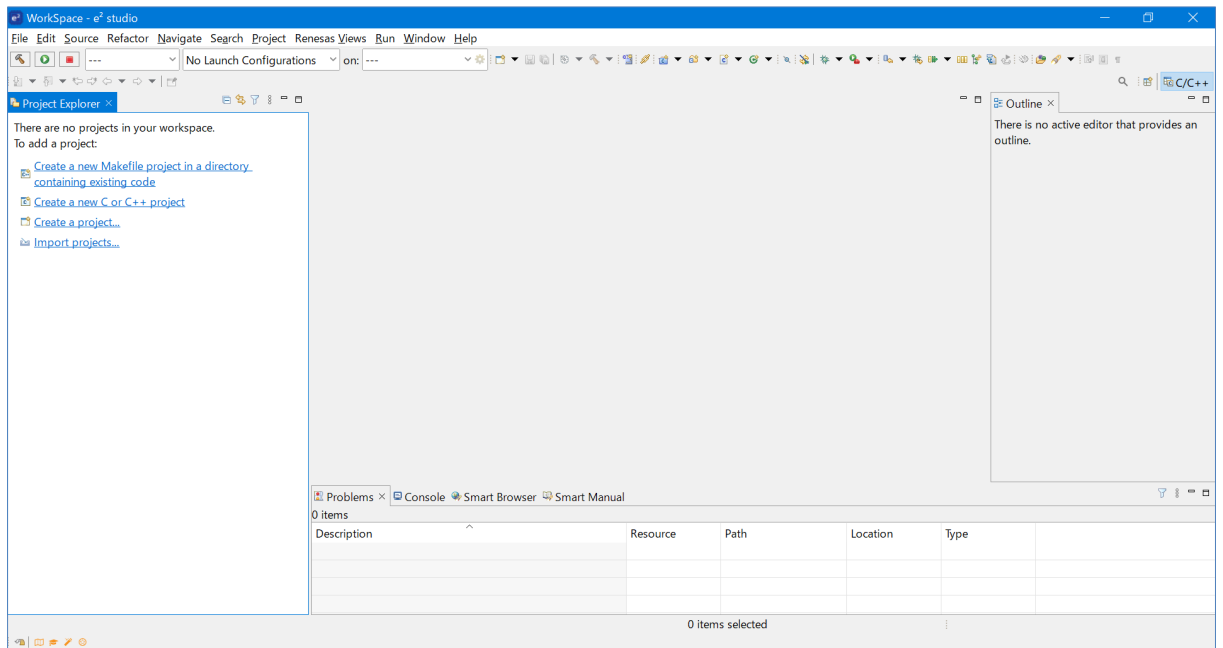 WorkSpace - e² studio
File Edit Source Refactor Navigate Search Project Renesas Views Run Window Help
--- No Launch Configurations on: ---
C/C++
Project Explorer
Outline
There are no projects in your workspace.
To add a project:
Create a new Makefile project in a directory
containing existing code
Create a new C or C++ project
Create a project...
Import projects...
There is no active editor that provides an
outline.
Problems Console Smart Browser Smart Manual
0 items
Description Resource Path Location Type
0 items selected